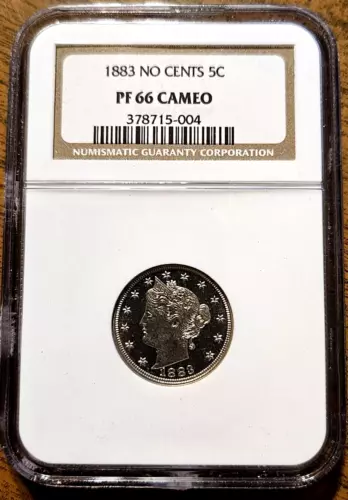 1883 NO CENTS 5C
PF 66 CAMEO
378715-004
NUMISMATIC GUARANTY CORPORATION
1883